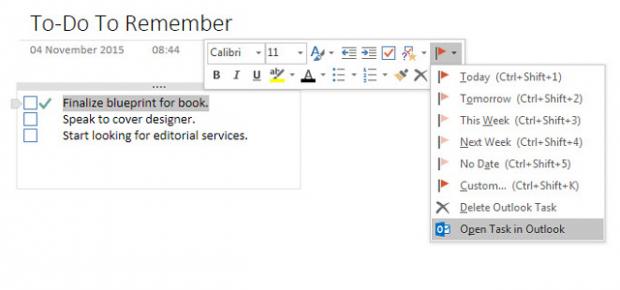 To-Do To Remember
04 November 2015 08:44
Calibri 11
B I U ab A
Finalize blueprint for book.
Speak to cover designer.
Start looking for editorial services.
Today (Ctrl+Shift+1)
Tomorrow (Ctrl+Shift+2)
This Week (Ctrl+Shift+3)
Next Week (Ctrl+Shift+4)
No Date (Ctrl+Shift+5)
Custom... (Ctrl+Shift+K)
Delete Outlook Task
Open Task in Outlook